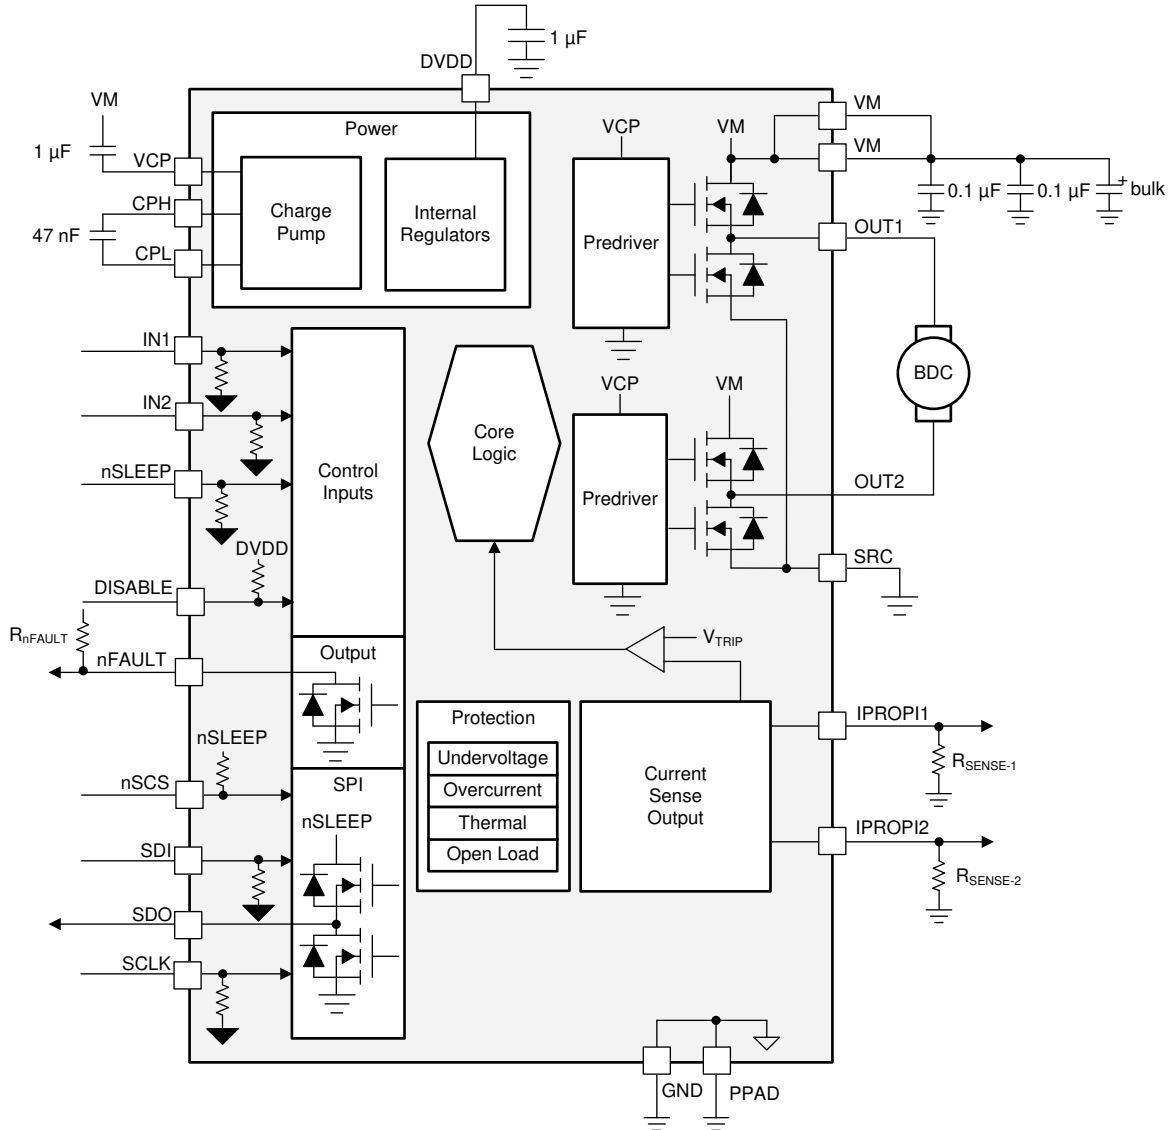 1 µF
DVDD
VM
1 µF
VCP
CPH
47 nF
CPL
Power
Charge
Pump
Internal
Regulators
VCP
VM
Predriver
VM
VM
0.1 µF
0.1 µF
+
bulk
OUT1
BDC
OUT2
SRC
VCP
VM
Predriver
IN1
IN2
nSLEEP
DVDD
DISABLE
RnFAULT
nFAULT
Control
Inputs
Core
Logic
Output
VTRIP
nSLEEP
nSCS
SDI
SDO
SCLK
SPI
nSLEEP
Protection
Undervoltage
Overcurrent
Thermal
Open Load
Current
Sense
Output
IPROPI1
RSENSE-1
IPROPI2
RSENSE-2
GND
PPAD